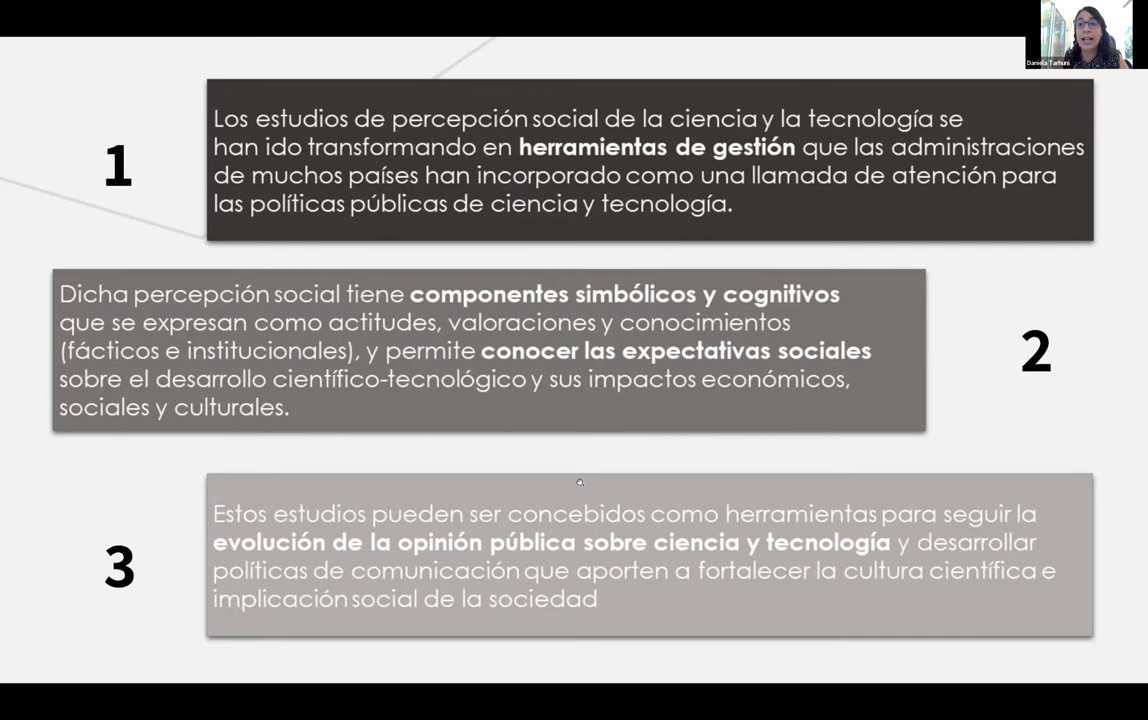 Daniela Tarhuni
1
Los estudios de percepción social de la ciencia y la tecnología se
han ido transformando en herramientas de gestión que las administraciones
de muchos países han incorporado como una llamada de atención para
las políticas públicas de ciencia y tecnología.
Dicha percepción social tiene componentes simbólicos y cognitivos
que se expresan como actitudes, valoraciones y conocimientos
(fácticos e institucionales), y permite conocer las expectativas sociales
sobre el desarrollo científico-tecnológico y sus impactos económicos,
sociales y culturales.
2
3
Estos estudios pueden ser concebidos como herramientas para seguir la
evolución de la opinión pública sobre ciencia y tecnología y desarrollar
políticas de comunicación que aporten a fortalecer la cultura científica e
implicación social de la sociedad